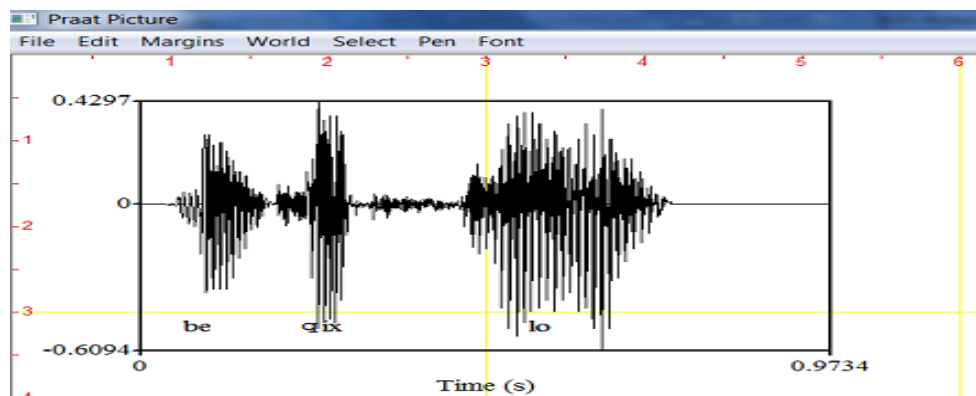 Praat Picture
File Edit Margins World Select Pen Font
1 2 3 4 5 6
0.4297
1
0
2
3
be qix lo
-0.6094
0 0.9734
Time (s)